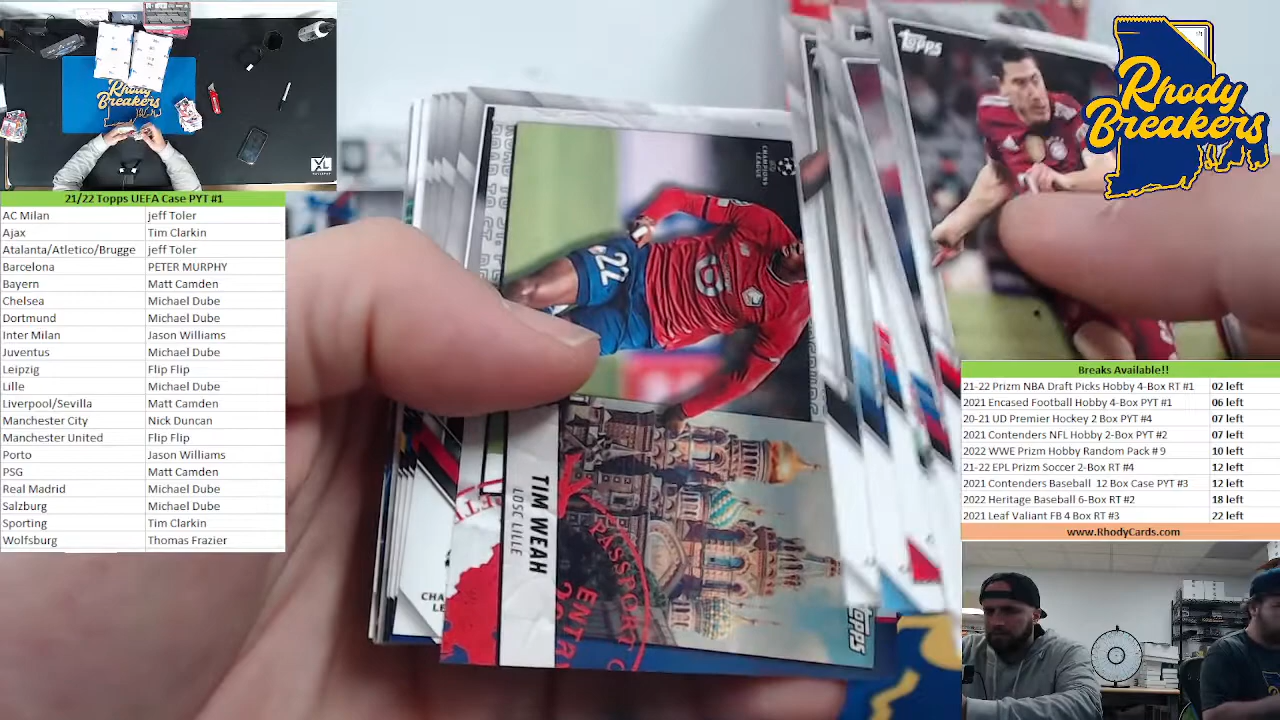 Rhody
Breakers
21/22 Topps UEFA Case PYT #1
AC Milan jeff Toler
Ajax Tim Clarkin
Atalanta/Atletico/Brugge jeff Toler
Barcelona PETER MURPHY
Bayern Matt Camden
Chelsea Michael Dube
Dortmund Michael Dube
Inter Milan Jason Williams
Juventus Michael Dube
Leipzig Flip Flip
Lille Michael Dube
Liverpool/Sevilla Matt Camden
Manchester City Nick Duncan
Manchester United Flip Flip
Porto Jason Williams
PSG Matt Camden
Real Madrid Michael Dube
Salzburg Michael Dube
Sporting Tim Clarkin
Wolfsburg Thomas Frazier
CHAMPIONS
LEAGUE
22
TIM WEAH
LOSC LILLE
PASSPORT
ENTRY
topps
topps
Rhody
Breakers
Breaks Available!!
21-22 Prizm NBA Draft Picks Hobby 4-Box RT #1 02 left
2021 Encased Football Hobby 4-Box PYT #1 06 left
20-21 UD Premier Hockey 2 Box PYT #4 07 left
2021 Contenders NFL Hobby 2-Box PYT #2 07 left
2022 WWE Prizm Hobby Random Pack # 9 10 left
21-22 EPL Prizm Soccer 2-Box RT #4 12 left
2021 Contenders Baseball 12 Box Case PYT #3 12 left
2022 Heritage Baseball 6-Box RT #2 18 left
2021 Leaf Valiant FB 4 Box RT #3 22 left
www.RhodyCards.com